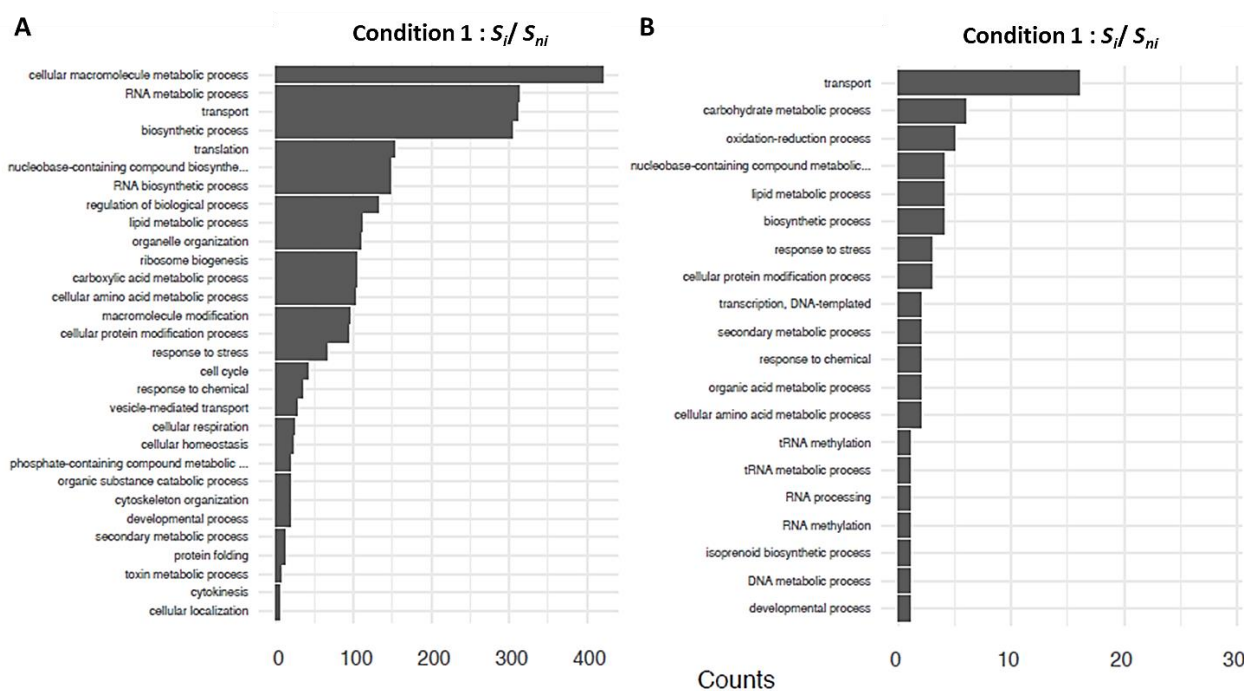 A
Condition 1 : Si/ Sni
cellular macromolecule metabolic process
RNA metabolic process
transport
biosynthetic process
translation
nucleobase-containing compound biosynthe...
RNA biosynthetic process
regulation of biological process
lipid metabolic process
organelle organization
ribosome biogenesis
carboxylic acid metabolic process
cellular amino acid metabolic process
macromolecule modification
cellular protein modification process
response to stress
cell cycle
response to chemical
vesicle-mediated transport
cellular respiration
cellular homeostasis
phosphate-containing compound metabolic ...
organic substance catabolic process
cytoskeleton organization
developmental process
secondary metabolic process
protein folding
toxin metabolic process
cytokinesis
cellular localization
0 100 200 300 400
B
Condition 1 : Si/ Sni
transport
carbohydrate metabolic process
oxidation-reduction process
nucleobase-containing compound metabolic...
lipid metabolic process
biosynthetic process
response to stress
cellular protein modification process
transcription, DNA-templated
secondary metabolic process
response to chemical
organic acid metabolic process
cellular amino acid metabolic process
tRNA methylation
tRNA metabolic process
RNA processing
RNA methylation
isoprenoid biosynthetic process
DNA metabolic process
developmental process
0 10 20 30
Counts